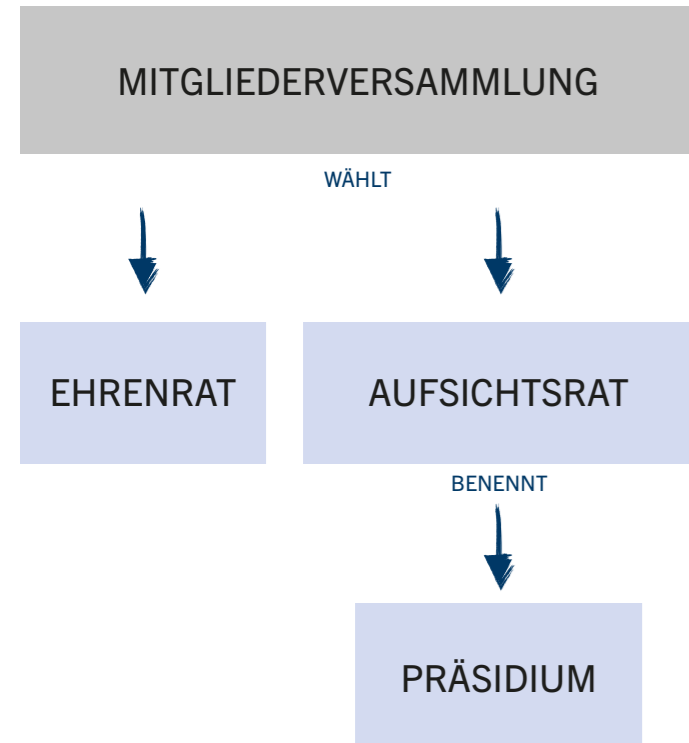 MITGLIEDERVERSAMMLUNG
WÄHLT
EHRENRAT
AUFSICHTSRAT
BENENNT
PRÄSIDIUM